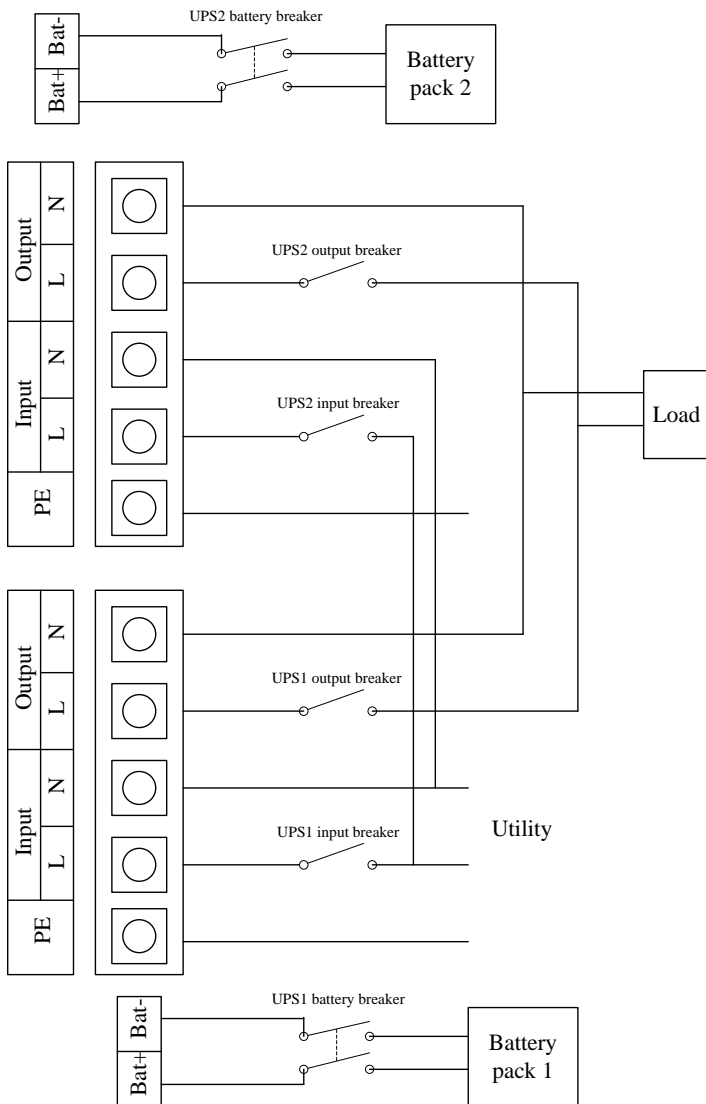 UPS2 battery breaker
Bat-
Bat+
Battery
pack 2
Output
N
L
UPS2 output breaker
Input
N
L
UPS2 input breaker
Load
PE
Output
N
L
UPS1 output breaker
Input
N
L
UPS1 input breaker
Utility
PE
UPS1 battery breaker
Bat-
Bat+
Battery
pack 1